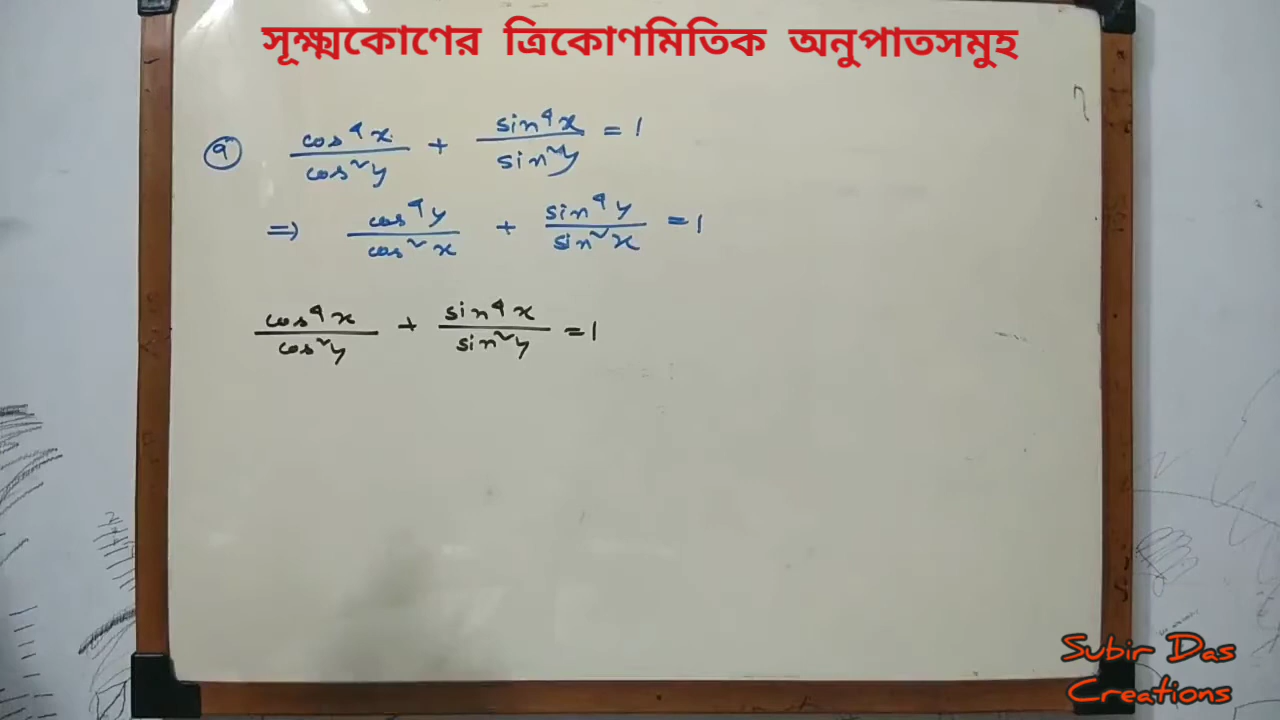 সূক্ষ্মকোণের ত্রিকোণমিতিক অনুপাতসমুহ
৭ cos⁴x/cos²y + sin⁴x/sin²y = 1
⇒ cos⁴y/cos²x + sin⁴y/sin²x = 1
cos⁴x/cos²y + sin⁴x/sin²y = 1
Subir Das
Creations